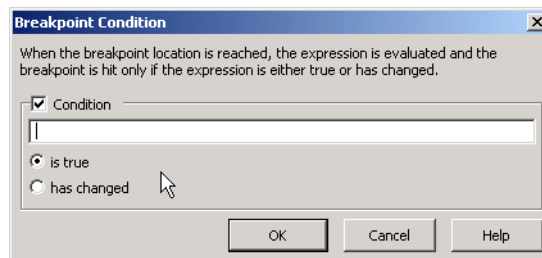 Breakpoint Condition
When the breakpoint location is reached, the expression is evaluated and the
breakpoint is hit only if the expression is either true or has changed.
Condition
is true
has changed
OK Cancel Help